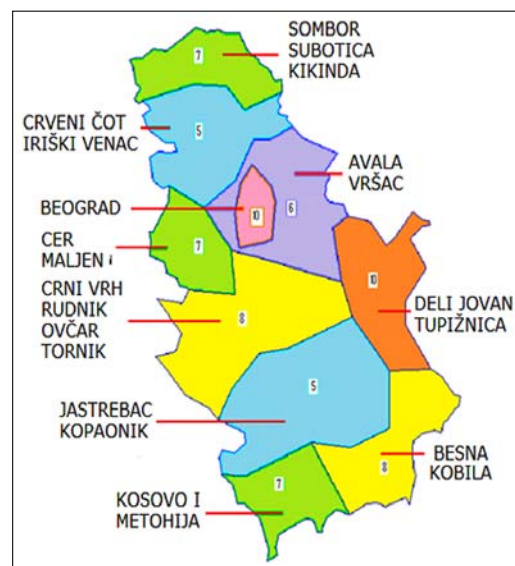 SOMBOR
SUBOTICA
KIKINDA
7
CRVENI ČOT
IRIŠKI VENAC
5
AVALA
VRŠAC
BEOGRAD
10
6
CER
MALJEN
7
10
CRNI VRH
RUDNIK
OVČAR
TORNIK
8
DELI JOVAN
TUPIŽNICA
5
JASTREBAC
KOPAONIK
BESNA
KOBILA
8
7
KOSOVO I
METOHIJA